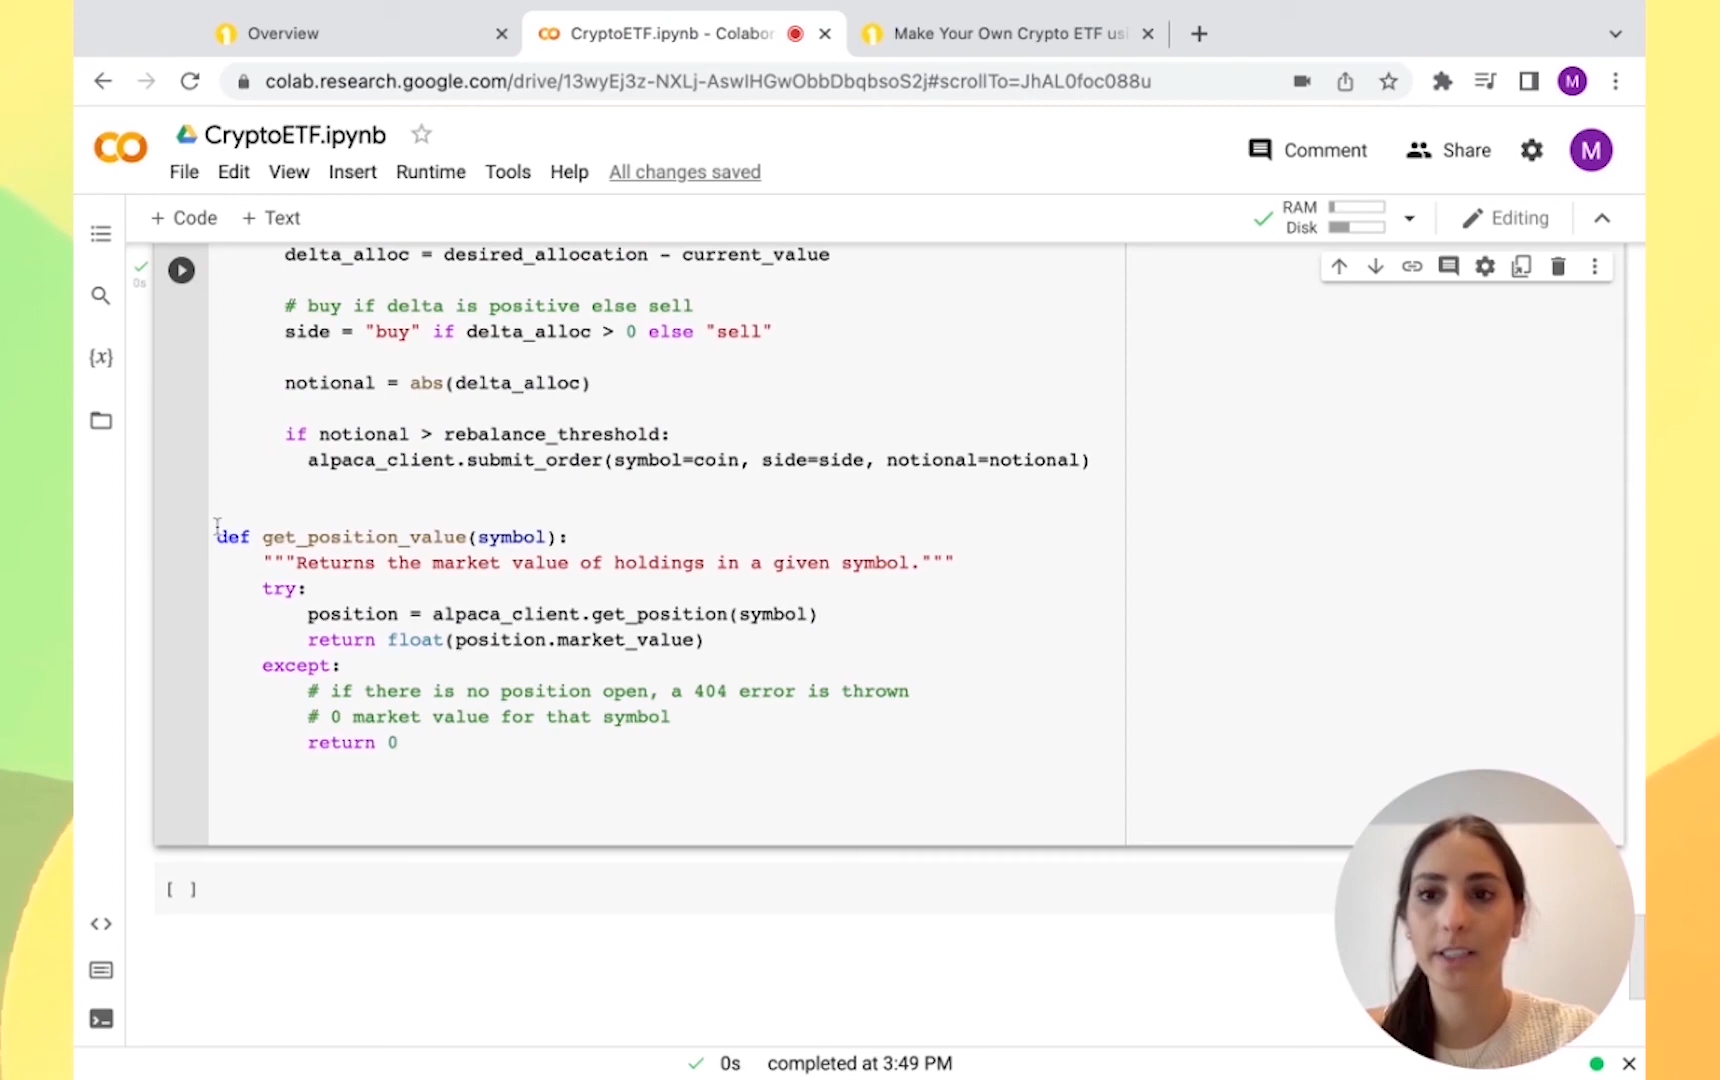 Overview
CryptoETF.ipynb - Colabor
Make Your Own Crypto ETF usi
colab.research.google.com/drive/13wyEj3z-NXLj-AswIHGwObbDbqbsoS2j#scrollTo=JhAL0foc088u
M
CryptoETF.ipynb
Comment
Share
M
File Edit View Insert Runtime Tools Help All changes saved
+ Code + Text
RAM
Disk
Editing
{x}
0s
delta_alloc = desired_allocation - current_value
# buy if delta is positive else sell
side = "buy" if delta_alloc > 0 else "sell"
notional = abs(delta_alloc)
if notional > rebalance_threshold:
alpaca_client.submit_order(symbol=coin, side=side, notional=notional)
def get_position_value(symbol):
"""Returns the market value of holdings in a given symbol."""
try:
position = alpaca_client.get_position(symbol)
return float(position.market_value)
except:
# if there is no position open, a 404 error is thrown
# 0 market value for that symbol
return 0
[ ]
0s completed at 3:49 PM